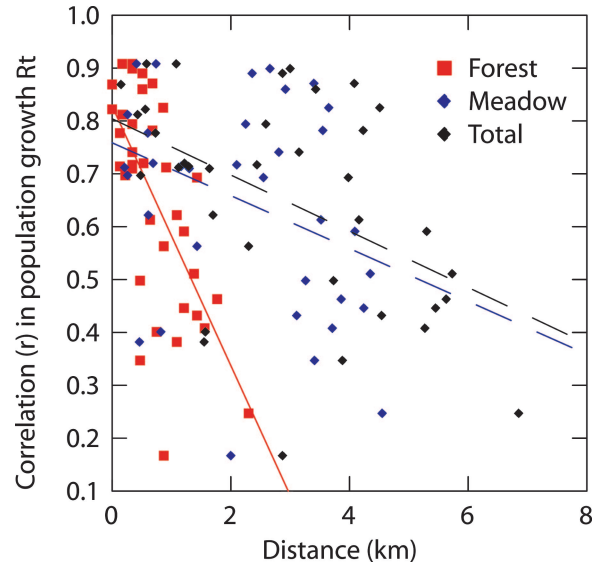 1.0
0.9
0.8
0.7
0.6
0.5
0.4
0.3
0.2
0.1
Correlation (r) in population growth Rt
Forest
Meadow
Total
0 2 4 6 8
Distance (km)